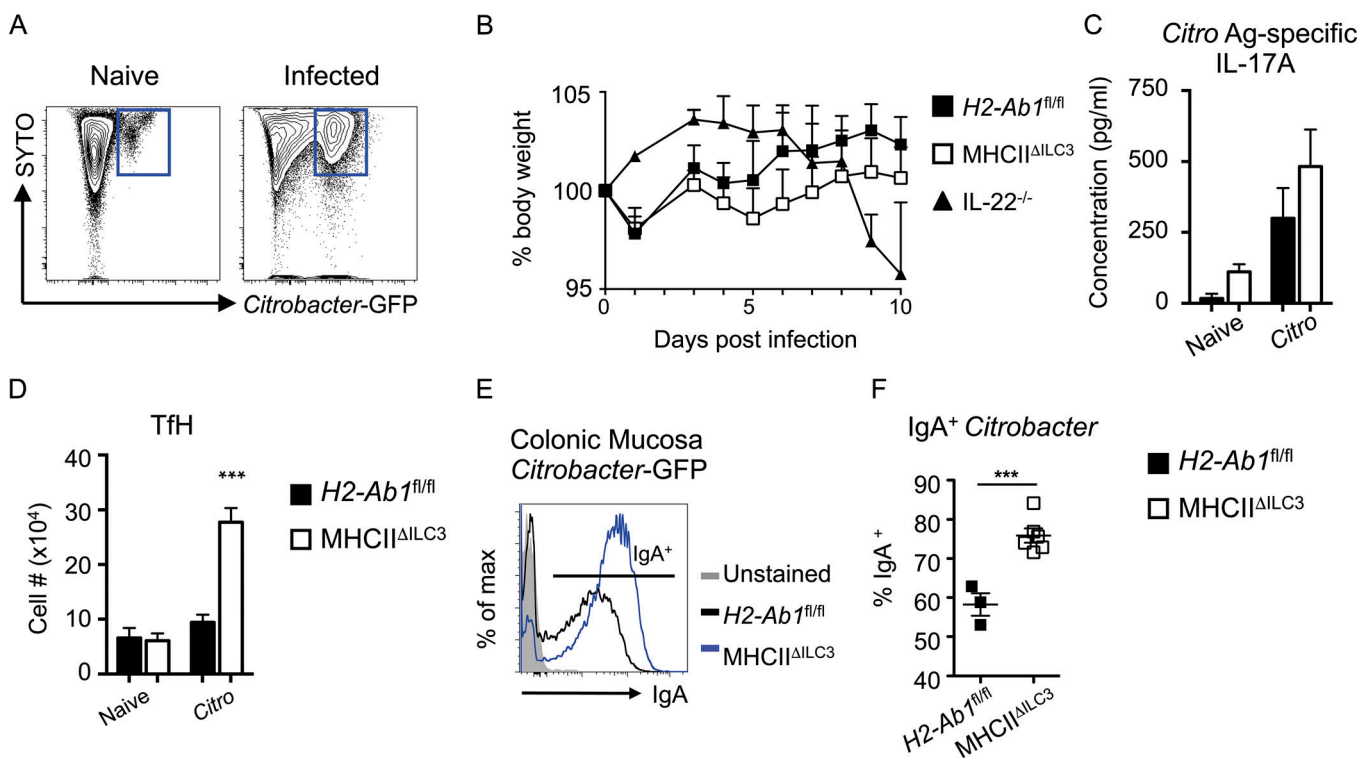 A
Naive
Infected
SYTO
Citrobacter-GFP
B
% body weight
105
100
95
0
5
10
Days post infection
H2-Ab1fl/fl
MHCIIΔILC3
IL-22-/-
C
Citro Ag-specific
IL-17A
Concentration (pg/ml)
750
500
250
0
Naive
Citro
D
TfH
Cell # (x10⁴)
40
30
20
10
0
***
Naive
Citro
H2-Ab1fl/fl
MHCIIΔILC3
E
Colonic Mucosa
Citrobacter-GFP
% of max
IgA+
IgA
Unstained
H2-Ab1fl/fl
MHCIIΔILC3
F
IgA+ Citrobacter
***
% IgA +
90
80
70
60
50
40
H2-Ab1fl/fl
MHCIIΔILC3
H2-Ab1fl/fl
MHCIIΔILC3